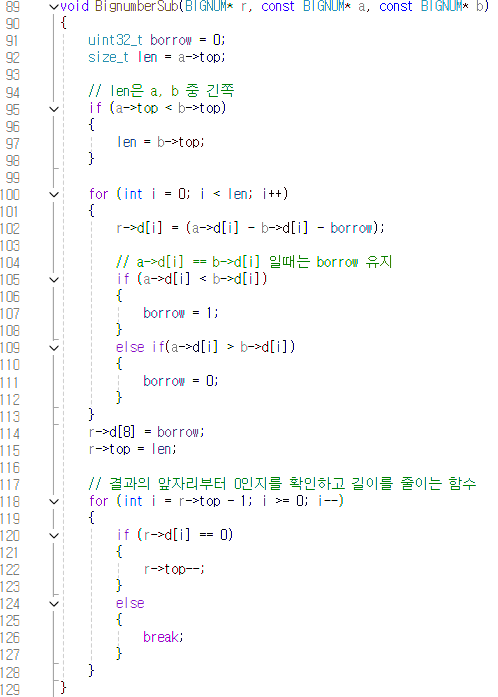 89 void BignumberSub(BIGNUM* r, const BIGNUM* a, const BIGNUM* b)
90 {
91 uint32_t borrow = 0;
92 size_t len = a->top;
93
94 // len은 a, b 중 긴쪽
95 if (a->top < b->top)
96 {
97 len = b->top;
98 }
99
100 for (int i = 0; i < len; i++)
101 {
102 r->d[i] = (a->d[i] - b->d[i] - borrow);
103
104 // a->d[i] == b->d[i] 일때는 borrow 유지
105 if (a->d[i] < b->d[i])
106 {
107 borrow = 1;
108 }
109 else if(a->d[i] > b->d[i])
110 {
111 borrow = 0;
112 }
113 }
114 r->d[8] = borrow;
115 r->top = len;
116
117 // 결과의 앞자리부터 0인지를 확인하고 길이를 줄이는 함수
118 for (int i = r->top - 1; i >= 0; i--)
119 {
120 if (r->d[i] == 0)
121 {
122 r->top--;
123 }
124 else
125 {
126 break;
127 }
128 }
129 }